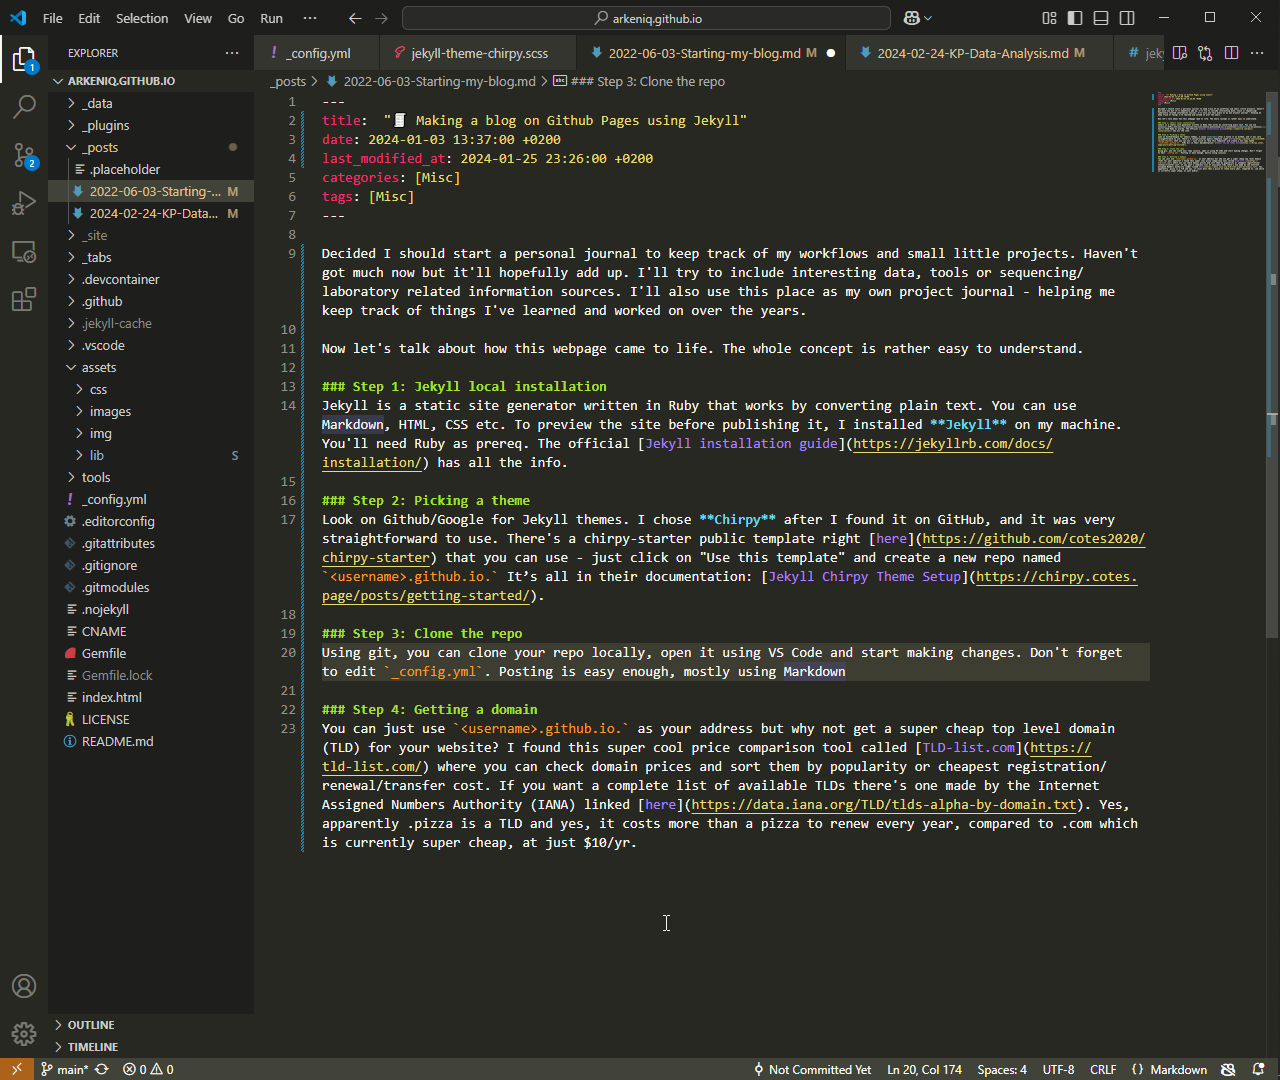 File Edit Selection View Go Run ··· arkeniq.github.io
EXPLORER ···
ARKENIQ.GITHUB.IO
_data
_plugins
_posts
.placeholder
2022-06-03-Starting-... M
2024-02-24-KP-Data... M
_site
_tabs
.devcontainer
.github
.jekyll-cache
.vscode
assets
css
images
img
lib S
tools
_config.yml
.editorconfig
.gitattributes
.gitignore
.gitmodules
.nojekyll
CNAME
Gemfile
Gemfile.lock
index.html
LICENSE
README.md
OUTLINE
TIMELINE
1
2
2
! _config.yml jekyll-theme-chirpy.scss 2022-06-03-Starting-my-blog.md M 2024-02-24-KP-Data-Analysis.md M # jek
_posts > 2022-06-03-Starting-my-blog.md > ### Step 3: Clone the repo
1 ---
2 title:  "🧾 Making a blog on Github Pages using Jekyll"
3 date: 2024-01-03 13:37:00 +0200
4 last_modified_at: 2024-01-25 23:26:00 +0200
5 categories: [Misc]
6 tags: [Misc]
7 ---
8
9 Decided I should start a personal journal to keep track of my workflows and small little projects. Haven't
got much now but it'll hopefully add up. I'll try to include interesting data, tools or sequencing/
laboratory related information sources. I'll also use this place as my own project journal - helping me
keep track of things I've learned and worked on over the years.
10
11 Now let's talk about how this webpage came to life. The whole concept is rather easy to understand.
12
13 ### Step 1: Jekyll local installation
14 Jekyll is a static site generator written in Ruby that works by converting plain text. You can use
Markdown, HTML, CSS etc. To preview the site before publishing it, I installed **Jekyll** on my machine.
You'll need Ruby as prereq. The official [Jekyll installation guide](https://jekyllrb.com/docs/
installation/) has all the info.
15
16 ### Step 2: Picking a theme
17 Look on Github/Google for Jekyll themes. I chose **Chirpy** after I found it on GitHub, and it was very
straightforward to use. There's a chirpy-starter public template right [here](https://github.com/cotes2020/
chirpy-starter) that you can use - just click on "Use this template" and create a new repo named
`<username>.github.io.` It’s all in their documentation: [Jekyll Chirpy Theme Setup](https://chirpy.cotes.
page/posts/getting-started/).
18
19 ### Step 3: Clone the repo
20 Using git, you can clone your repo locally, open it using VS Code and start making changes. Don't forget
to edit `_config.yml`. Posting is easy enough, mostly using Markdown
21
22 ### Step 4: Getting a domain
23 You can just use `<username>.github.io.` as your address but why not get a super cheap top level domain
(TLD) for your website? I found this super cool price comparison tool called [TLD-list.com](https://
tld-list.com/) where you can check domain prices and sort them by popularity or cheapest registration/
renewal/transfer cost. If you want a complete list of available TLDs there's one made by the Internet
Assigned Numbers Authority (IANA) linked [here](https://data.iana.org/TLD/tlds-alpha-by-domain.txt). Yes,
apparently .pizza is a TLD and yes, it costs more than a pizza to renew every year, compared to .com which
is currently super cheap, at just $10/yr.
main* 0 0 Not Committed Yet Ln 20, Col 174 Spaces: 4 UTF-8 CRLF {} Markdown